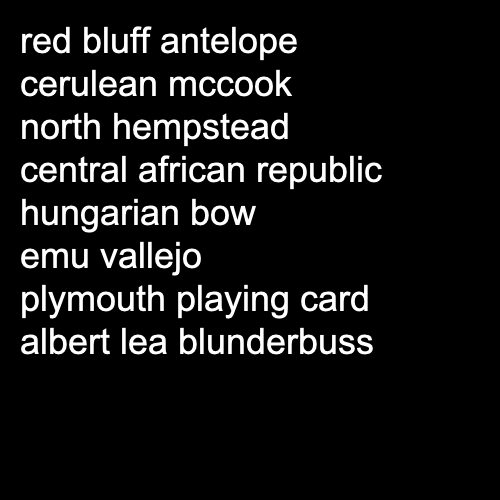 red bluff antelope
cerulean mccook
north hempstead
central african republic
hungarian bow
emu vallejo
plymouth playing card
albert lea blunderbuss